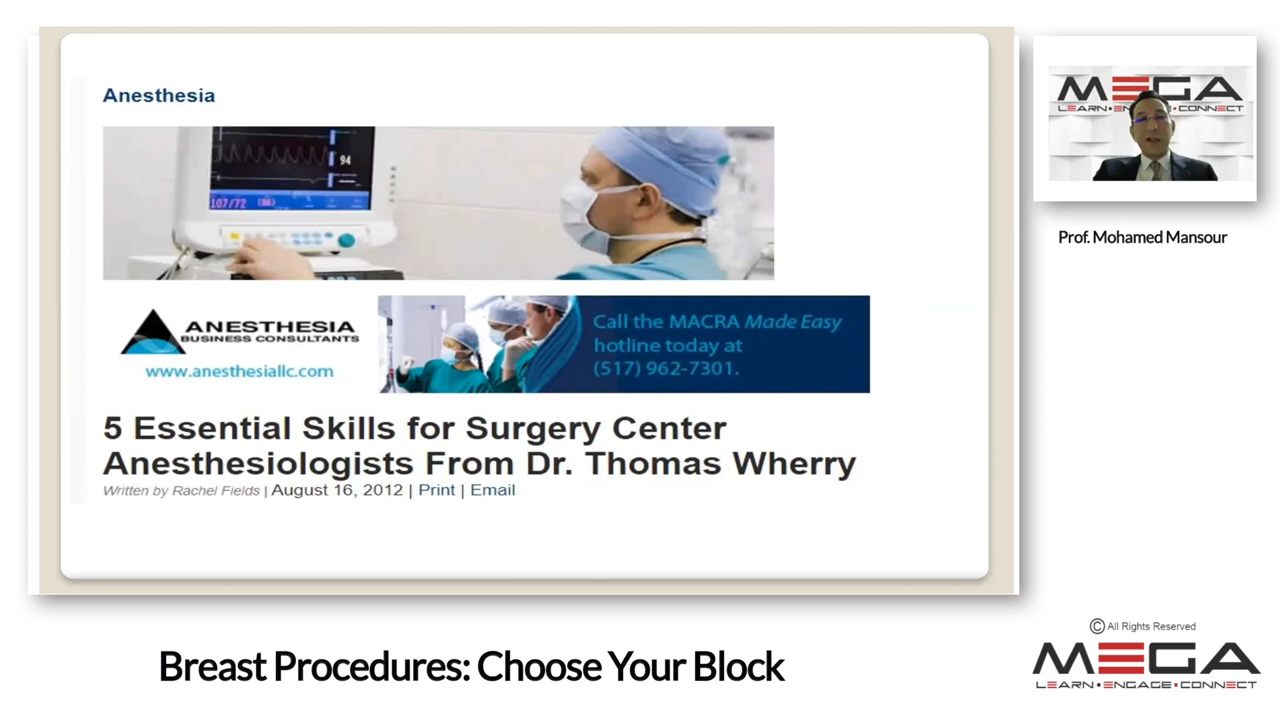 Anesthesia
94
107/72 (86)
ANESTHESIA
BUSINESS CONSULTANTS
www.anesthesiallc.com
Call the MACRA Made Easy
hotline today at
(517) 962-7301.
5 Essential Skills for Surgery Center
Anesthesiologists From Dr. Thomas Wherry
Written by Rachel Fields | August 16, 2012 | Print | Email
MEGA
LEARN•ENGAGE•CONNECT
Prof. Mohamed Mansour
Breast Procedures: Choose Your Block
© All Rights Reserved
MEGA
LEARN•ENGAGE•CONNECT